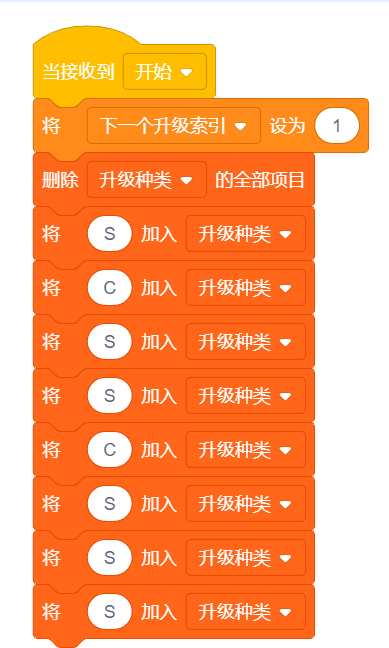 当接收到 开始
将 下一个升级索引 设为 1
删除 升级种类 的全部项目
将 S 加入 升级种类
将 C 加入 升级种类
将 S 加入 升级种类
将 S 加入 升级种类
将 C 加入 升级种类
将 S 加入 升级种类
将 S 加入 升级种类
将 S 加入 升级种类